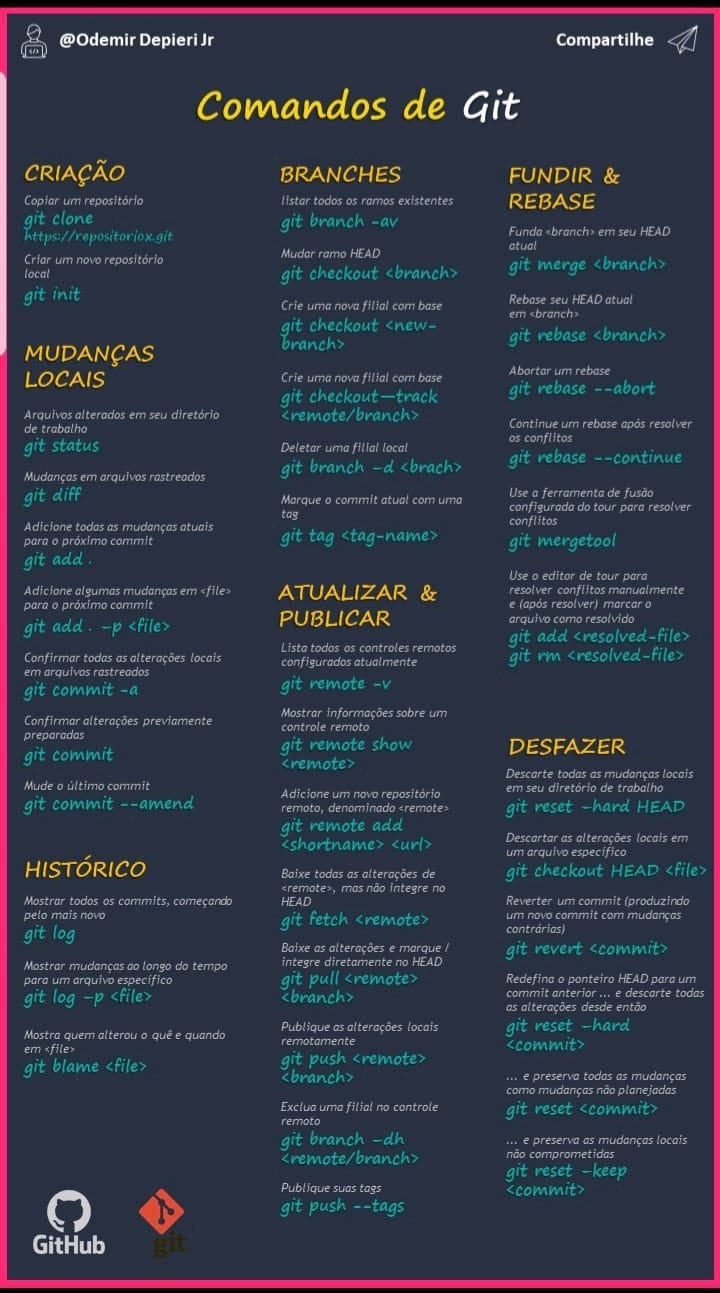 @Odemir Depieri Jr
Compartilhe
Comandos de Git
CRIAÇÃO
Copiar um repositório
git clone
https://repositoriox.git
Criar um novo repositório
local
git init
MUDANÇAS
LOCAIS
Arquivos alterados em seu diretório
de trabalho
git status
Mudanças em arquivos rastreados
git diff
Adicione todas as mudanças atuais
para o próximo commit
git add .
Adicione algumas mudanças em <file>
para o próximo commit
git add . –p <file>
Confirmar todas as alterações locais
em arquivos rastreados
git commit -a
Confirmar alterações previamente
preparadas
git commit
Mude o último commit
git commit --amend
HISTÓRICO
Mostrar todos os commits, começando
pelo mais novo
git log
Mostrar mudanças ao longo do tempo
para um arquivo específico
git log –p <file>
Mostra quem alterou o quê e quando
em <file>
git blame <file>
GitHub
git
BRANCHES
listar todos os ramos existentes
git branch -av
Mudar ramo HEAD
git checkout <branch>
Crie uma nova filial com base
git checkout <new-
branch>
Crie uma nova filial com base
git checkout—track
<remote/branch>
Deletar uma filial local
git branch –d <brach>
Marque o commit atual com uma
tag
git tag <tag-name>
ATUALIZAR &
PUBLICAR
Lista todos os controles remotos
configurados atualmente
git remote -v
Mostrar informações sobre um
controle remoto
git remote show
<remote>
Adicione um novo repositório
remoto, denominado <remote>
git remote add
<shortname> <url>
Baixe todas as alterações de
<remote>, mas não integre no
HEAD
git fetch <remote>
Baixe as alterações e marque /
integre diretamente no HEAD
git pull <remote>
<branch>
Publique as alterações locais
remotamente
git push <remote>
<branch>
Exclua uma filial no controle
remoto
git branch –dh
<remote/branch>
Publique suas tags
git push --tags
FUNDIR &
REBASE
Funda <branch> em seu HEAD
atual
git merge <branch>
Rebase seu HEAD atual
em <branch>
git rebase <branch>
Abortar um rebase
git rebase --abort
Continue um rebase após resolver
os conflitos
git rebase --continue
Use a ferramenta de fusão
configurada do tour para resolver
conflitos
git mergetool
Use o editor de tour para
resolver conflitos manualmente
e (após resolver) marcar o
arquivo como resolvido
git add <resolved-file>
git rm <resolved-file>
DESFAZER
Descarte todas as mudanças locais
em seu diretório de trabalho
git reset –hard HEAD
Descartar as alterações locais em
um arquivo específico
git checkout HEAD <file>
Reverter um commit (produzindo
um novo commit com mudanças
contrárias)
git revert <commit>
Redefina o ponteiro HEAD para um
commit anterior ... e descarte todas
as alterações desde então
git reset –hard
<commit>
... e preserva todas as mudanças
como mudanças não planejadas
git reset <commit>
... e preserva as mudanças locais
não comprometidas
git reset –keep
<commit>